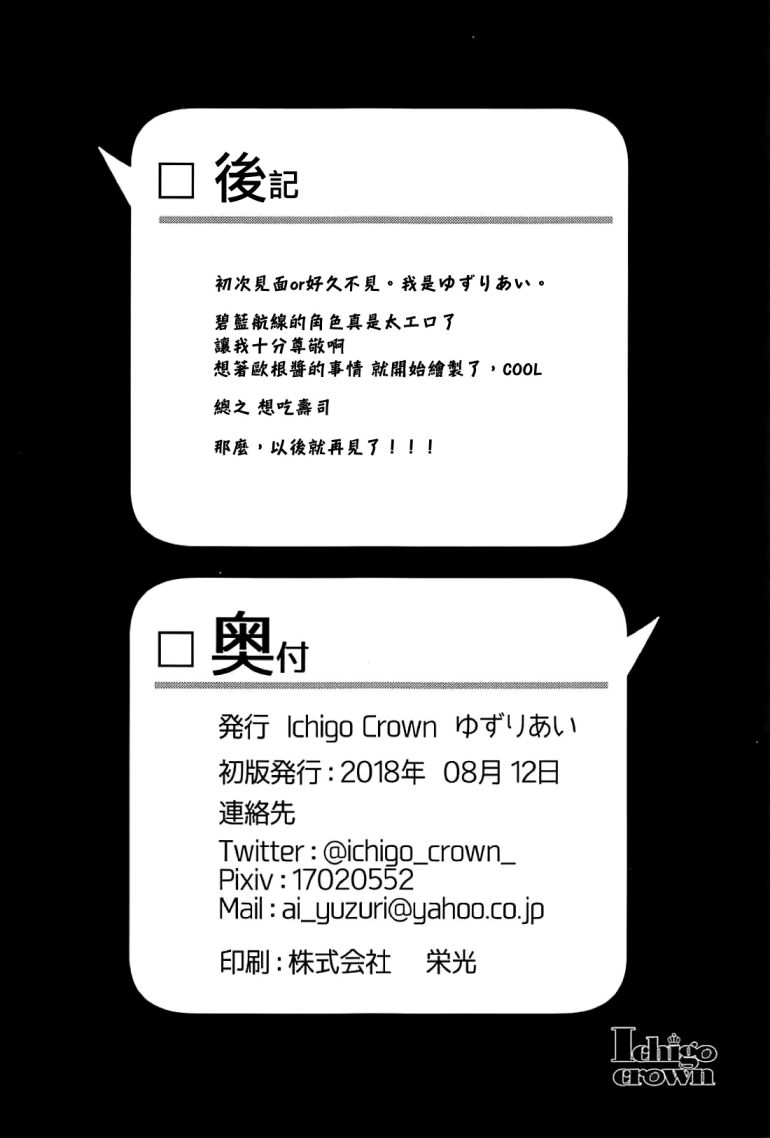 □ 後記
初次見面or好久不見。我是ゆずりあい。
碧藍航線的角色真是太工口了
讓我十分尊敬啊
想著歐根醬的事情 就開始繪製了，COOL
總之 想吃壽司
那麼，以後就再見了！！！
□ 奥付
発行 Ichigo Crown ゆずりあい
初版発行：2018年 08月12日
連絡先
Twitter：@ichigo_crown_
Pixiv：17020552
Mail：ai_yuzuri@yahoo.co.jp
印刷：株式会社 栄光
Ichigo
crown